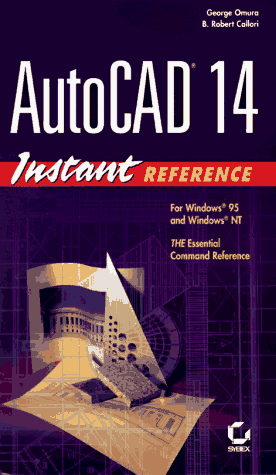 George Omura
B. Robert Callori
AutoCAD® 14
Instant REFERENCE
For Windows® 95
and Windows® NT
THE Essential
Command Reference
SYBEX